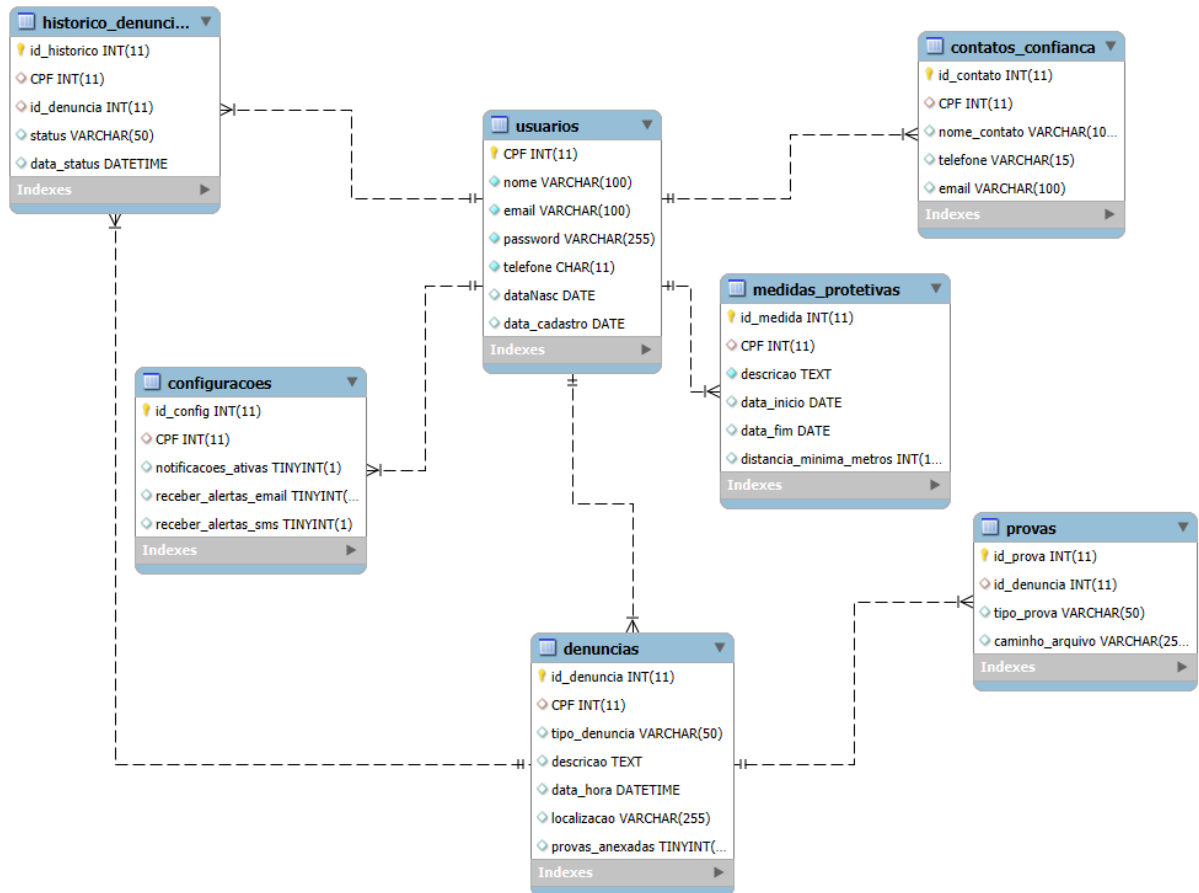 historico_denunci...
id_historico INT(11)
CPF INT(11)
id_denuncia INT(11)
status VARCHAR(50)
data_status DATETIME
Indexes
usuarios
CPF INT(11)
nome VARCHAR(100)
email VARCHAR(100)
password VARCHAR(255)
telefone CHAR(11)
dataNasc DATE
data_cadastro DATE
Indexes
contatos_confianca
id_contato INT(11)
CPF INT(11)
nome_contato VARCHAR(10...
telefone VARCHAR(15)
email VARCHAR(100)
Indexes
medidas_protetivas
id_medida INT(11)
CPF INT(11)
descricao TEXT
data_inicio DATE
data_fim DATE
distancia_minima_metros INT(1...
Indexes
configuracoes
id_config INT(11)
CPF INT(11)
notificacoes_ativas TINYINT(1)
receber_alertas_email TINYINT(...
receber_alertas_sms TINYINT(1)
Indexes
provas
id_prova INT(11)
id_denuncia INT(11)
tipo_prova VARCHAR(50)
caminho_arquivo VARCHAR(25...
Indexes
denuncias
id_denuncia INT(11)
CPF INT(11)
tipo_denuncia VARCHAR(50)
descricao TEXT
data_hora DATETIME
localizacao VARCHAR(255)
provas_anexadas TINYINT(...
Indexes